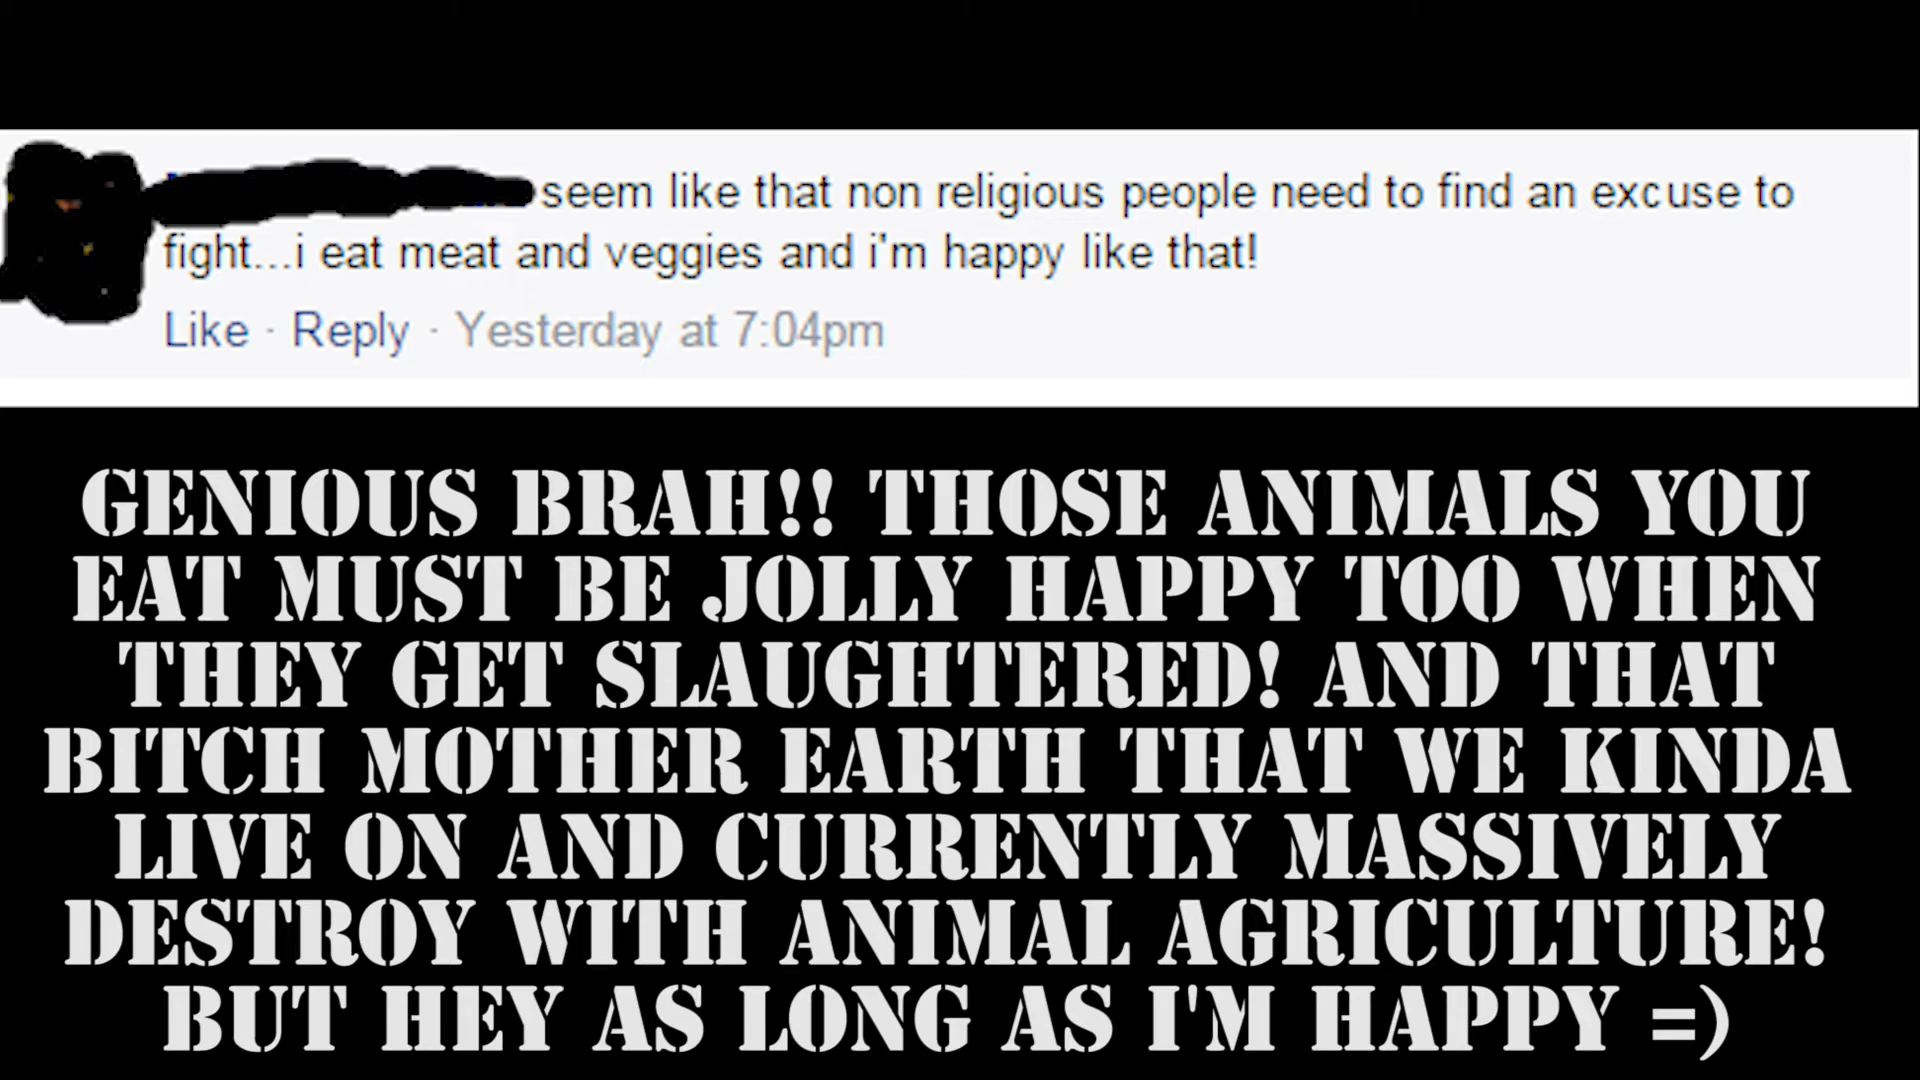 seem like that non religious people need to find an excuse to
fight...i eat meat and veggies and i'm happy like that!
Like · Reply · Yesterday at 7:04pm
GENIOUS BRAH!! THOSE ANIMALS YOU
EAT MUST BE JOLLY HAPPY TOO WHEN
THEY GET SLAUGHTERED! AND THAT
BITCH MOTHER EARTH THAT WE KINDA
LIVE ON AND CURRENTLY MASSIVELY
DESTROY WITH ANIMAL AGRICULTURE!
BUT HEY AS LONG AS I'M HAPPY =)